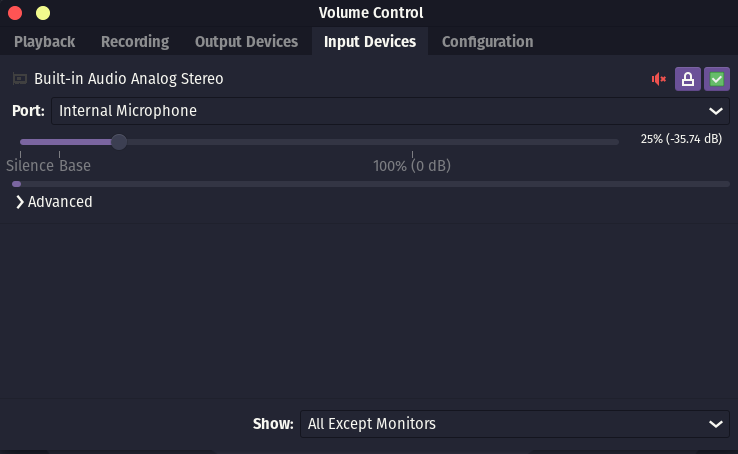 Volume Control
Playback Recording Output Devices Input Devices Configuration
Built-in Audio Analog Stereo
Port: Internal Microphone
25% (-35.74 dB)
Silence Base 100% (0 dB)
Advanced
Show: All Except Monitors